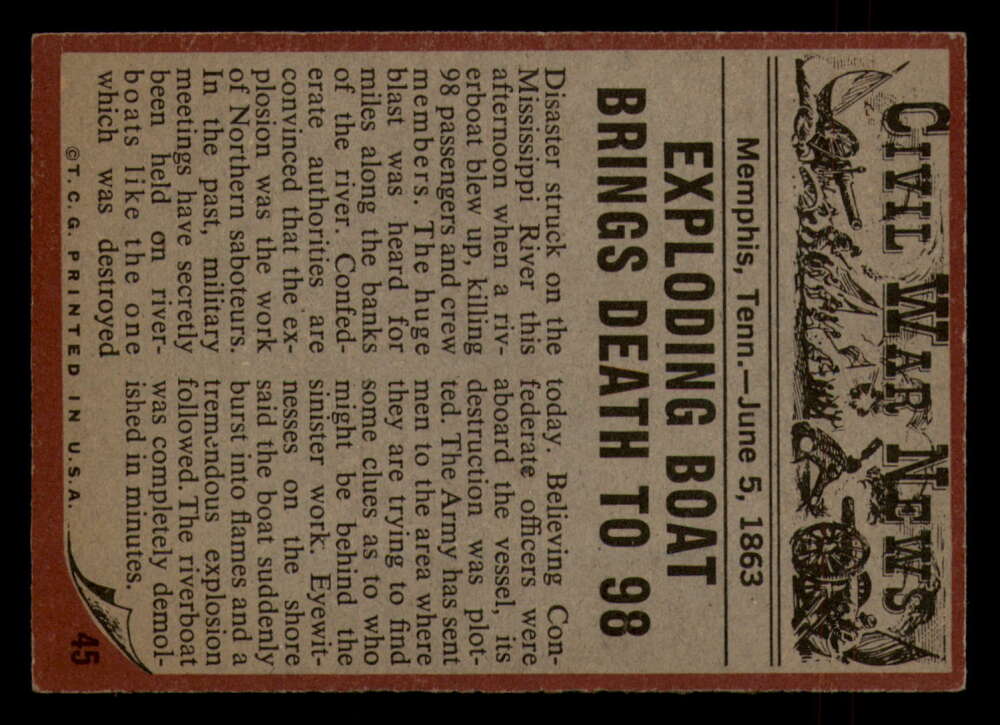 CIVIL WAR NEWS
Memphis, Tenn.—June 5, 1863
EXPLODING BOAT
BRINGS DEATH TO 98
Disaster struck on the
Mississippi River this
afternoon when a riv-
erboat blew up, killing
98 passengers and crew
members. The huge
blast was heard for
miles along the banks
of the river. Confed-
erate authorities are
convinced that the ex-
plosion was the work
of Northern saboteurs.
In the past, military
meetings have secretly
been held on river-
boats like the one
which was destroyed
today. Believing Con-
federate officers were
aboard the vessel, its
destruction was plot-
ted. The Army has sent
men to the area where
they are trying to find
some clues as to who
might be behind the
sinister work. Eyewit-
nesses on the shore
said the boat suddenly
burst into flames and a
tremendous explosion
followed. The riverboat
was completely demol-
ished in minutes.
© T.C.G. PRINTED IN U.S.A.
45